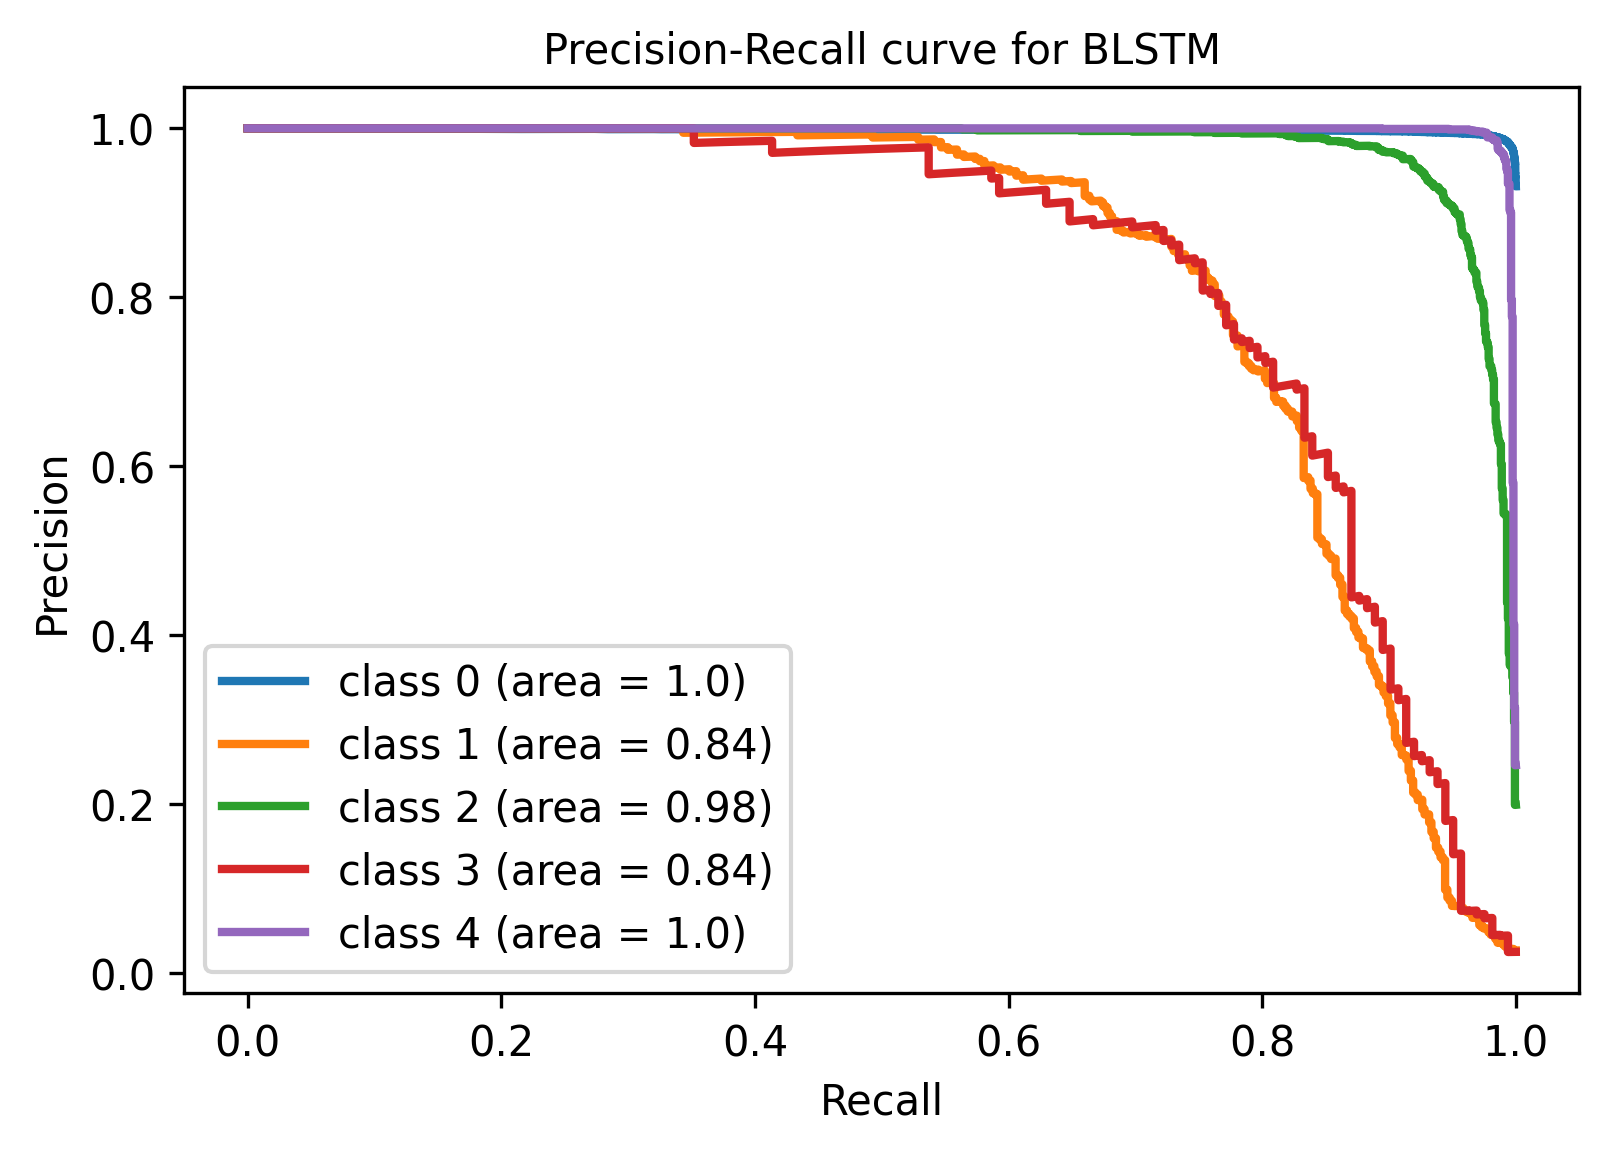 Precision-Recall curve for BLSTM
1.0
0.8
0.6
0.4
0.2
0.0
Precision
class 0 (area = 1.0)
class 1 (area = 0.84)
class 2 (area = 0.98)
class 3 (area = 0.84)
class 4 (area = 1.0)
0.0 0.2 0.4 0.6 0.8 1.0
Recall